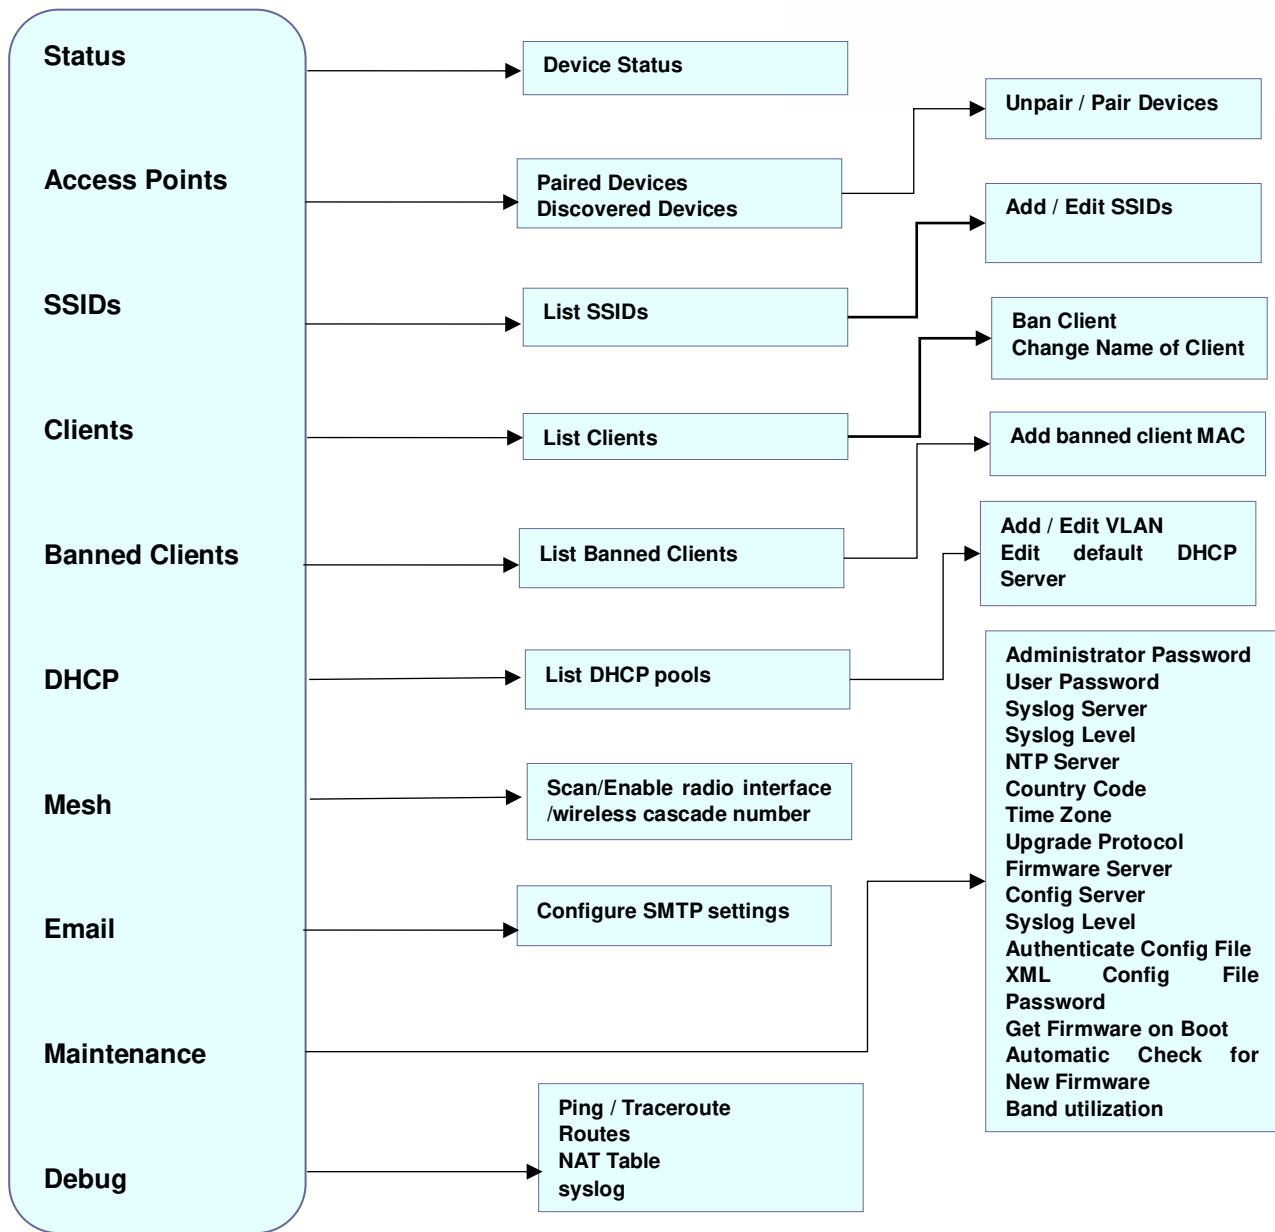 Status
Access Points
SSIDs
Clients
Banned Clients
DHCP
Mesh
Email
Maintenance
Debug
Device Status
Paired Devices
Discovered Devices
List SSIDs
List Clients
List Banned Clients
List DHCP pools
Scan/Enable radio interface
/wireless cascade number
Configure SMTP settings
Ping / Traceroute
Routes
NAT Table
syslog
Unpair / Pair Devices
Add / Edit SSIDs
Ban Client
Change Name of Client
Add banned client MAC
Add / Edit VLAN
Edit default DHCP
Server
Administrator Password
User Password
Syslog Server
Syslog Level
NTP Server
Country Code
Time Zone
Upgrade Protocol
Firmware Server
Config Server
Syslog Level
Authenticate Config File
XML Config File
Password
Get Firmware on Boot
Automatic Check for
New Firmware
Band utilization